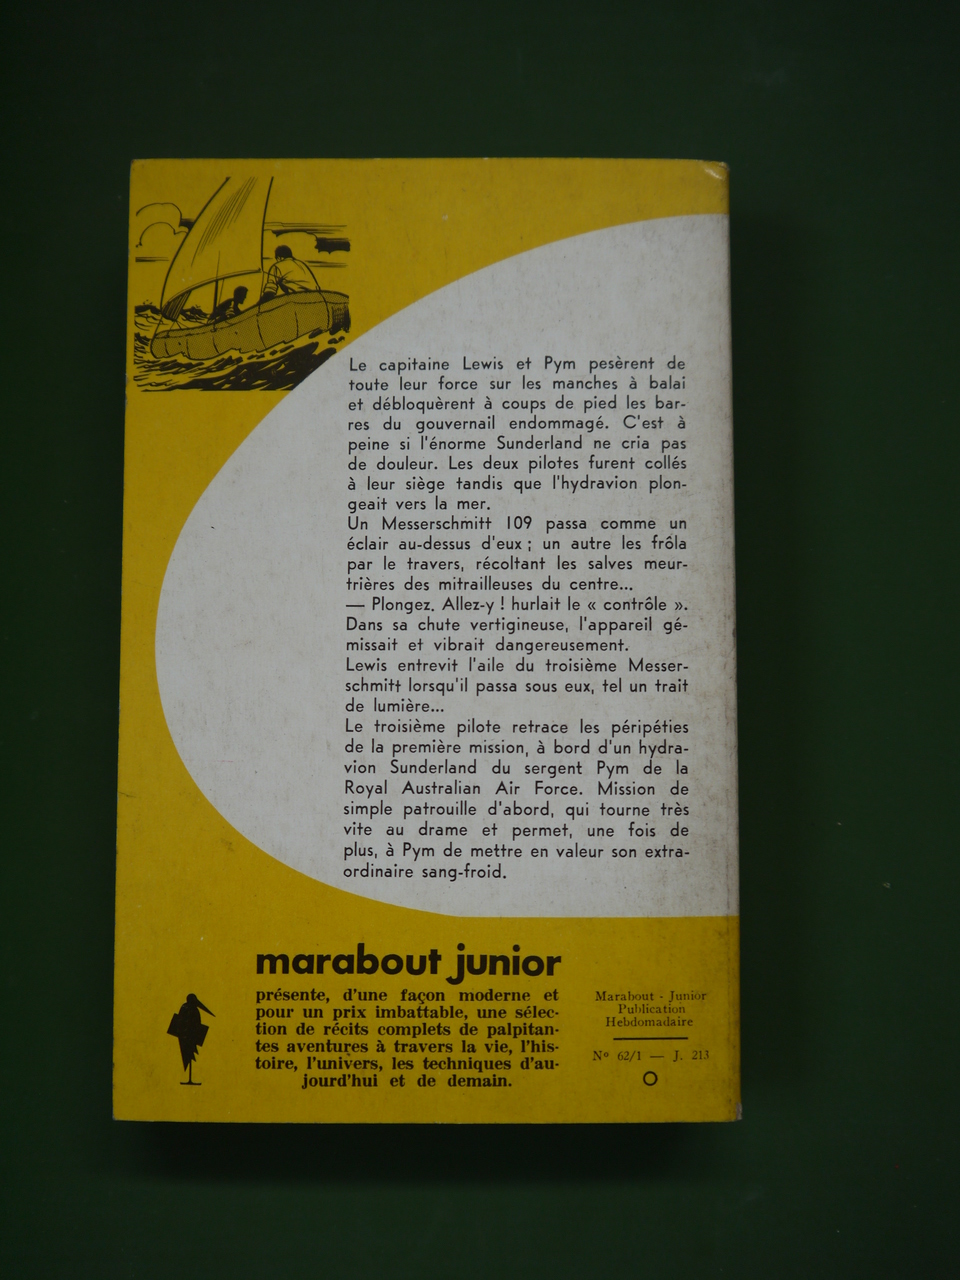 Le capitaine Lewis et Pym pesèrent de
toute leur force sur les manches à balai
et débloquèrent à coups de pied les bar-
res du gouvernail endommagé. C'est à
peine si l'énorme Sunderland ne cria pas
de douleur. Les deux pilotes furent collés
à leur siège tandis que l'hydravion plon-
geait vers la mer.
Un Messerschmitt 109 passa comme un
éclair au-dessus d'eux ; un autre les frôla
par le travers, récoltant les salves meur-
trières des mitrailleuses du centre...
— Plongez. Allez-y ! hurlait le « contrôle ».
Dans sa chute vertigineuse, l'appareil gé-
missait et vibrait dangereusement.
Lewis entrevit l'aile du troisième Messer-
schmitt lorsqu'il passa sous eux, tel un trait
de lumière...
Le troisième pilote retrace les péripéties
de la première mission, à bord d'un hydra-
vion Sunderland du sergent Pym de la
Royal Australian Air Force. Mission de
simple patrouille d'abord, qui tourne très
vite au drame et permet, une fois de
plus, à Pym de mettre en valeur son extra-
ordinaire sang-froid.
marabout junior
présente, d'une façon moderne et
pour un prix imbattable, une sélec-
tion de récits complets de palpitan-
tes aventures à travers la vie, l'his-
toire, l'univers, les techniques d'au-
jourd'hui et de demain.
Marabout - Junior
Publication
Hebdomadaire
N° 62/1 — J. 213